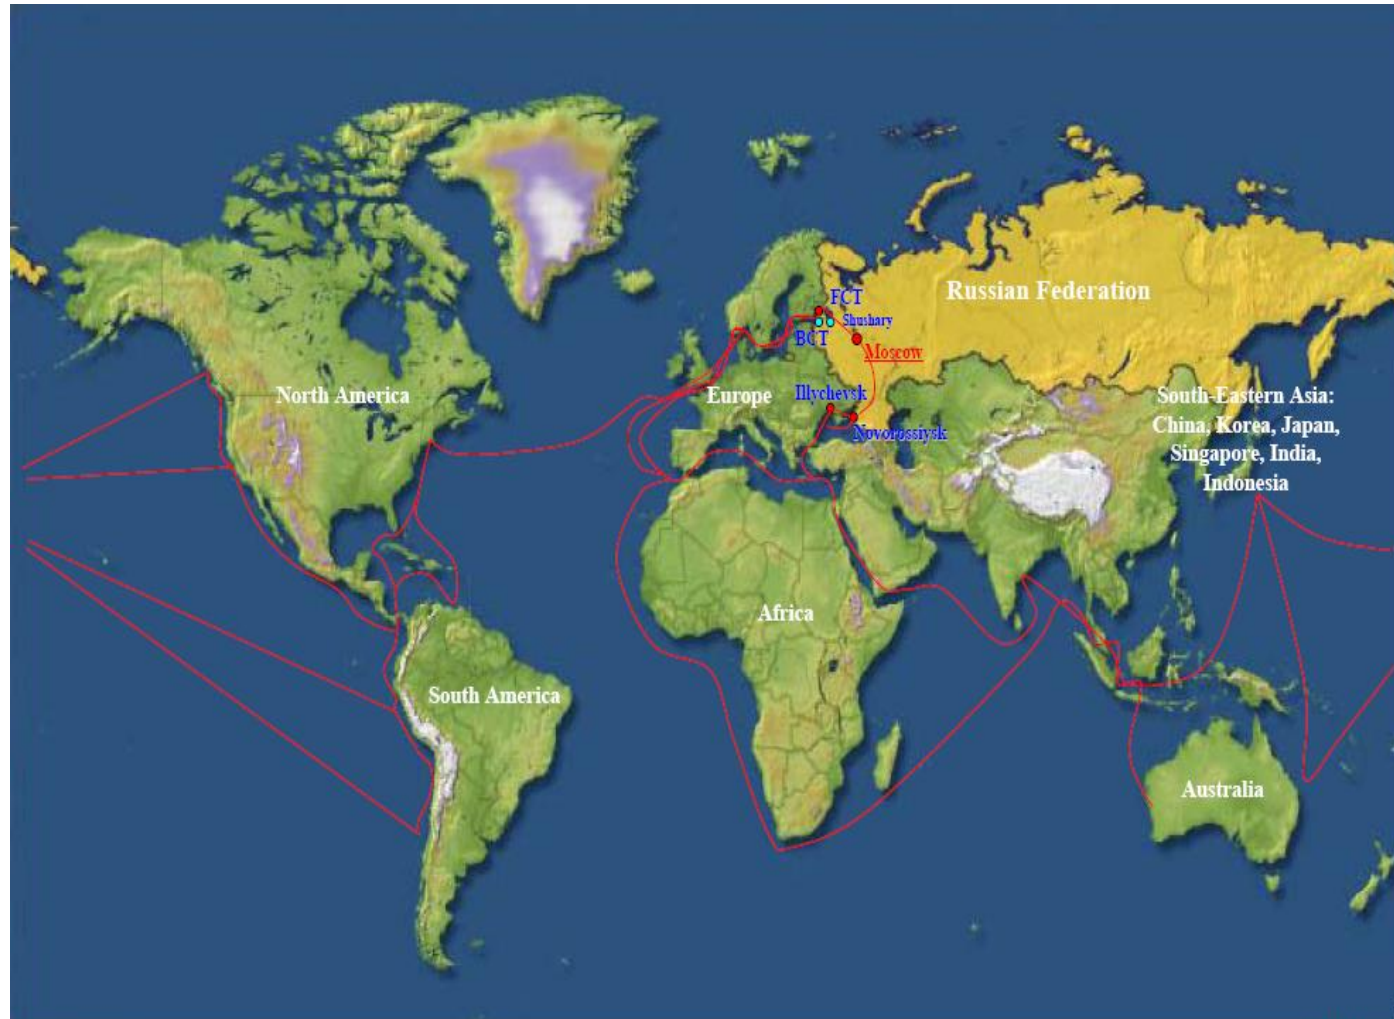 FCT
Russian Federation
Shushary
BCT
Moscow
North America
Europe
Illychevsk
South-Eastern Asia:
China, Korea, Japan,
Singapore, India,
Indonesia
Novorossiysk
Africa
South America
Australia